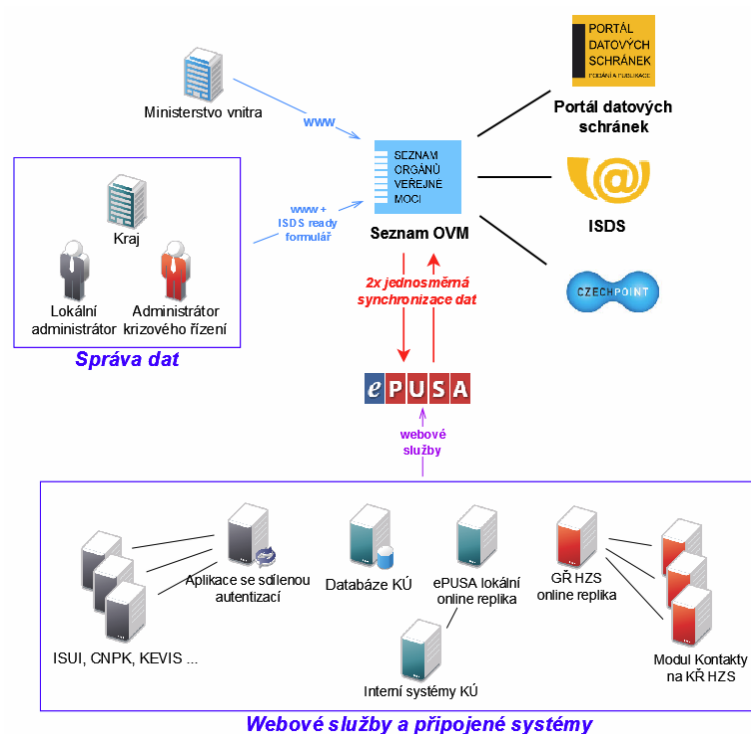 PORTÁL
DATOVÝCH
SCHRÁNEK
PODÁNÍ A PUBLIKACE
Ministerstvo vnitra
www
Portál datových
schránek
SEZNAM
ORGÁNŮ
VEŘEJNÉ
MOCI
Seznam OVM
ISDS
Kraj
www +
ISDS ready
formulář
Lokální
administrátor
Administrátor
krizového řízení
Správa dat
2x jednosměrná
synchronizace dat
CZECHPOINT
ePUSA
webové
služby
Aplikace se sdílenou
autentizací
Databáze KÚ
ePUSA lokální
online replika
GŘ HZS
online replika
ISUI, CNPK, KEVIS ...
Interní systémy KÚ
Modul Kontakty
na KŘ HZS
Webové služby a připojené systémy